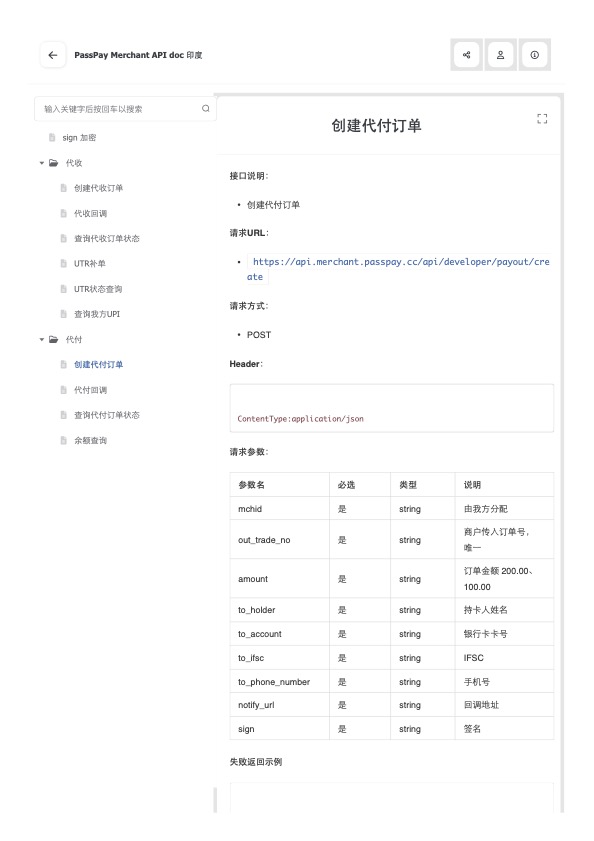 PassPay Merchant API doc 印度
输入关键字后按回车以搜索
sign 加密
代收
创建代收订单
代收回调
查询代收订单状态
UTR补单
UTR状态查询
查询我方UPI
代付
创建代付订单
代付回调
查询代付订单状态
余额查询
创建代付订单
接口说明：
• 创建代付订单
请求URL：
• https://api.merchant.passpay.cc/api/developer/payout/cre
ate
请求方式：
• POST
Header：
ContentType:application/json
请求参数：
参数名 必选 类型 说明
mchid 是 string 由我方分配
out_trade_no 是 string 商户传入订单号，
唯一
amount 是 string 订单金额 200.00、
100.00
to_holder 是 string 持卡人姓名
to_account 是 string 银行卡卡号
to_ifsc 是 string IFSC
to_phone_number 是 string 手机号
notify_url 是 string 回调地址
sign 是 string 签名
失败返回示例